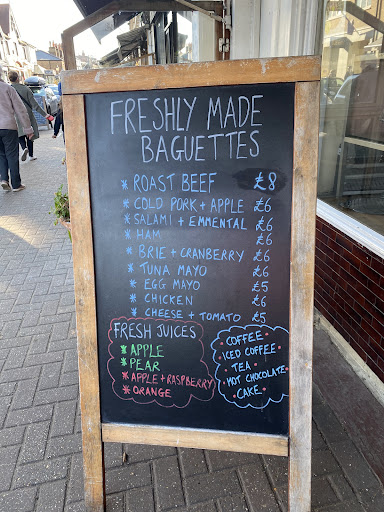 FRESHLY MADE
BAGUETTES
* ROAST BEEF £8
* COLD PORK + APPLE £6
* SALAMI + EMMENTAL £6
* HAM £6
* BRIE + CRANBERRY £6
* TUNA MAYO £6
* EGG MAYO £5
* CHICKEN £6
* CHEESE + TOMATO £5
FRESH JUICES
* APPLE
* PEAR
* APPLE + RASPBERRY
* ORANGE
COFFEE •
• ICED COFFEE •
• TEA •
• HOT CHOCOLATE •
• CAKE •